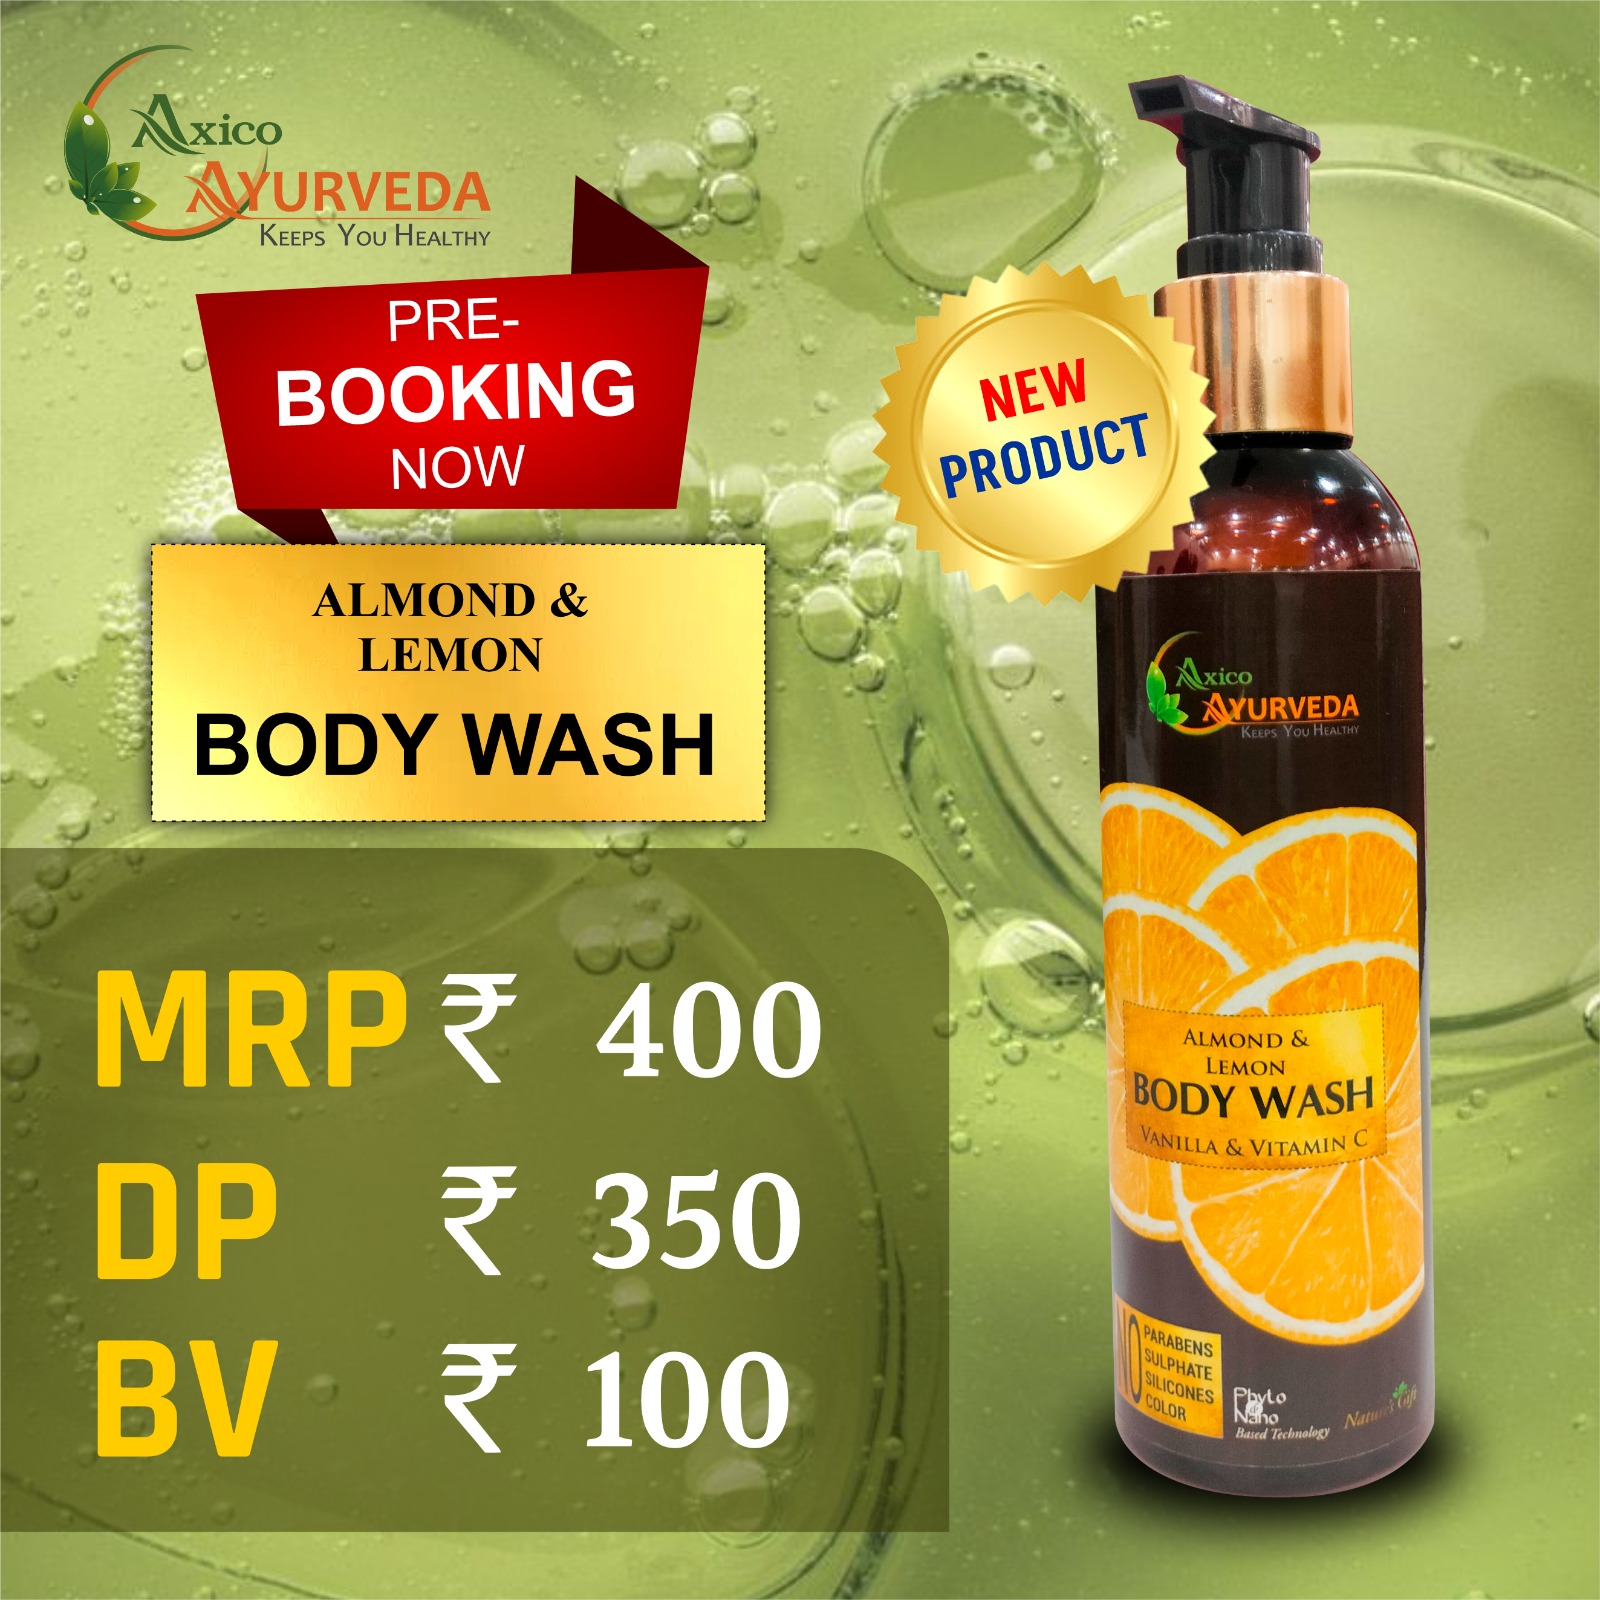 Axico
AYURVEDA
KEEPS YOU HEALTHY
PRE-
BOOKING
NOW
NEW
PRODUCT
ALMOND &
LEMON
BODY WASH
MRP ₹ 400
DP ₹ 350
BV ₹ 100
Axico
AYURVEDA
KEEPS YOU HEALTHY
ALMOND &
LEMON
BODY WASH
VANILLA & VITAMIN C
NO
PARABENS
SULPHATE
SILICONES
COLOR
Phyto
&
Nano
Based Technology
Nature's Gift